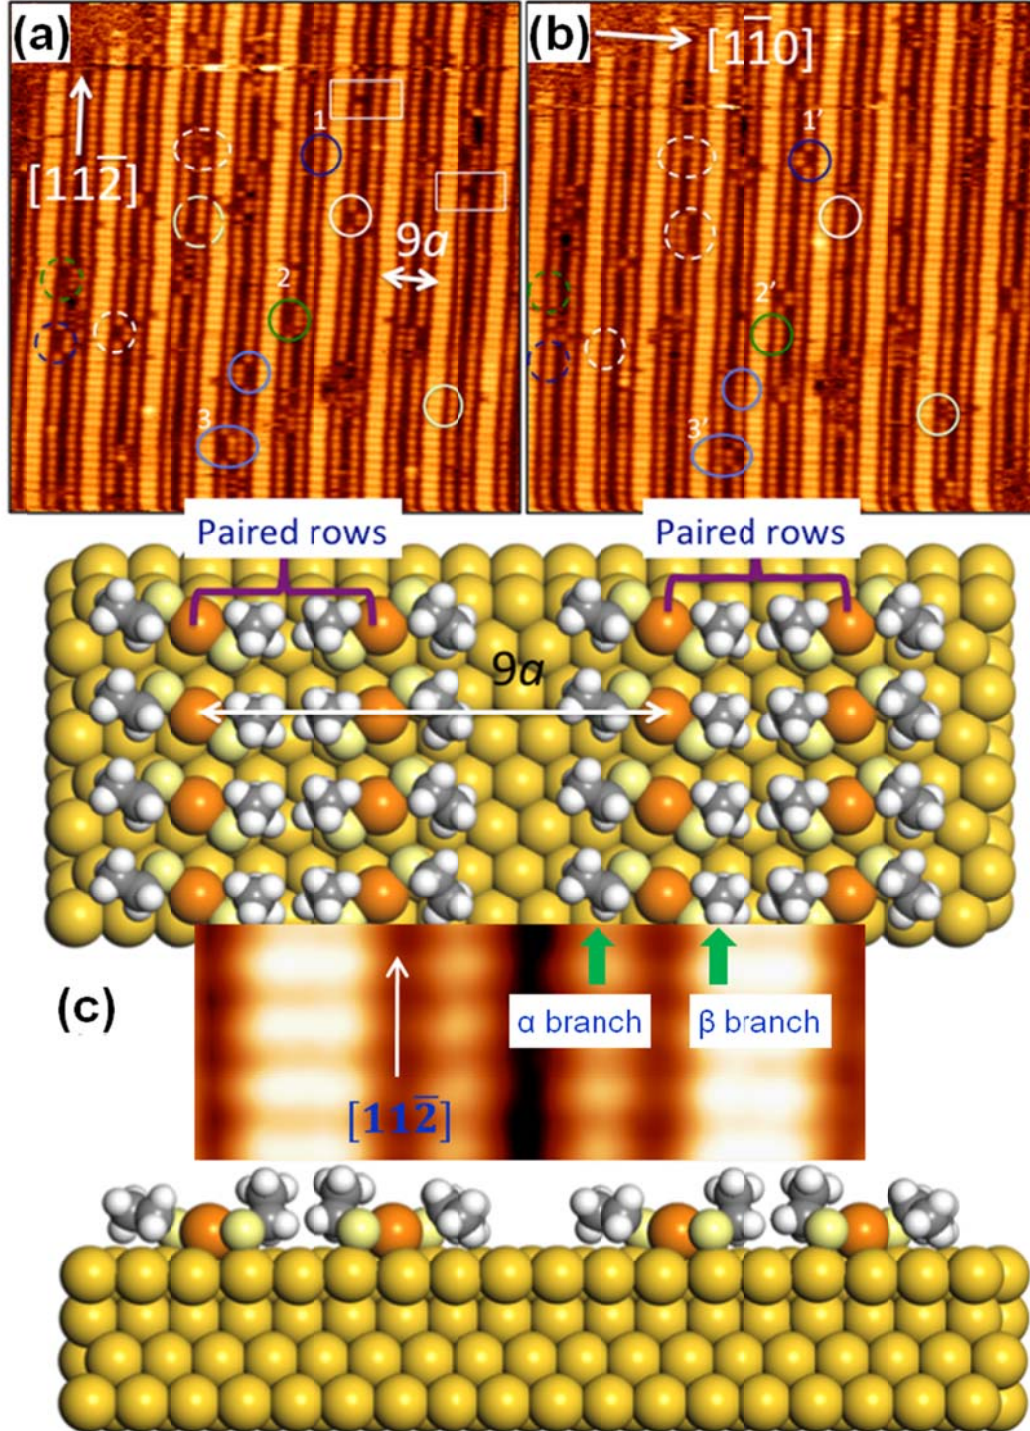 (a)
[112̅]
1
2
3
9a
(b)
[11̅0]
1'
2'
3'
Paired rows
Paired rows
9a
(c)
α branch
β branch
[112̅]